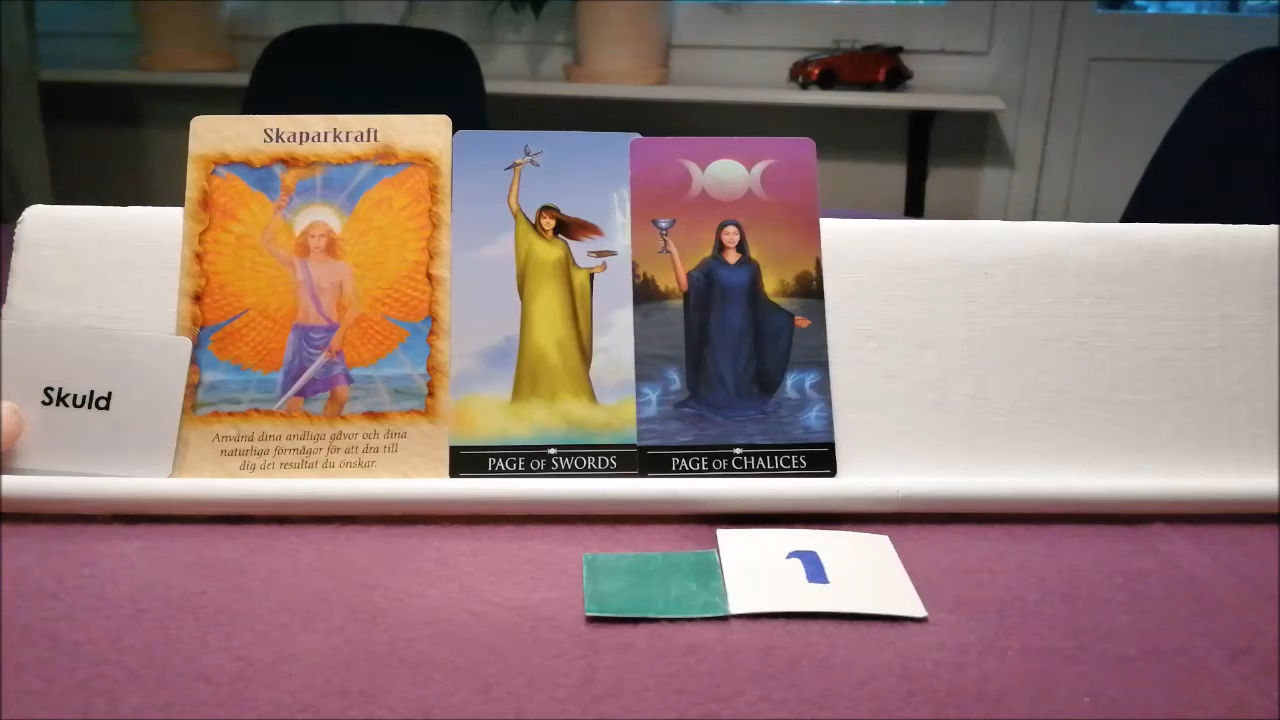 Skaparkraft
Använd dina andliga gåvor och dina
naturliga förmågor för att dra till
dig det resultat du önskar.
Skuld
PAGE OF SWORDS
PAGE OF CHALICES
1